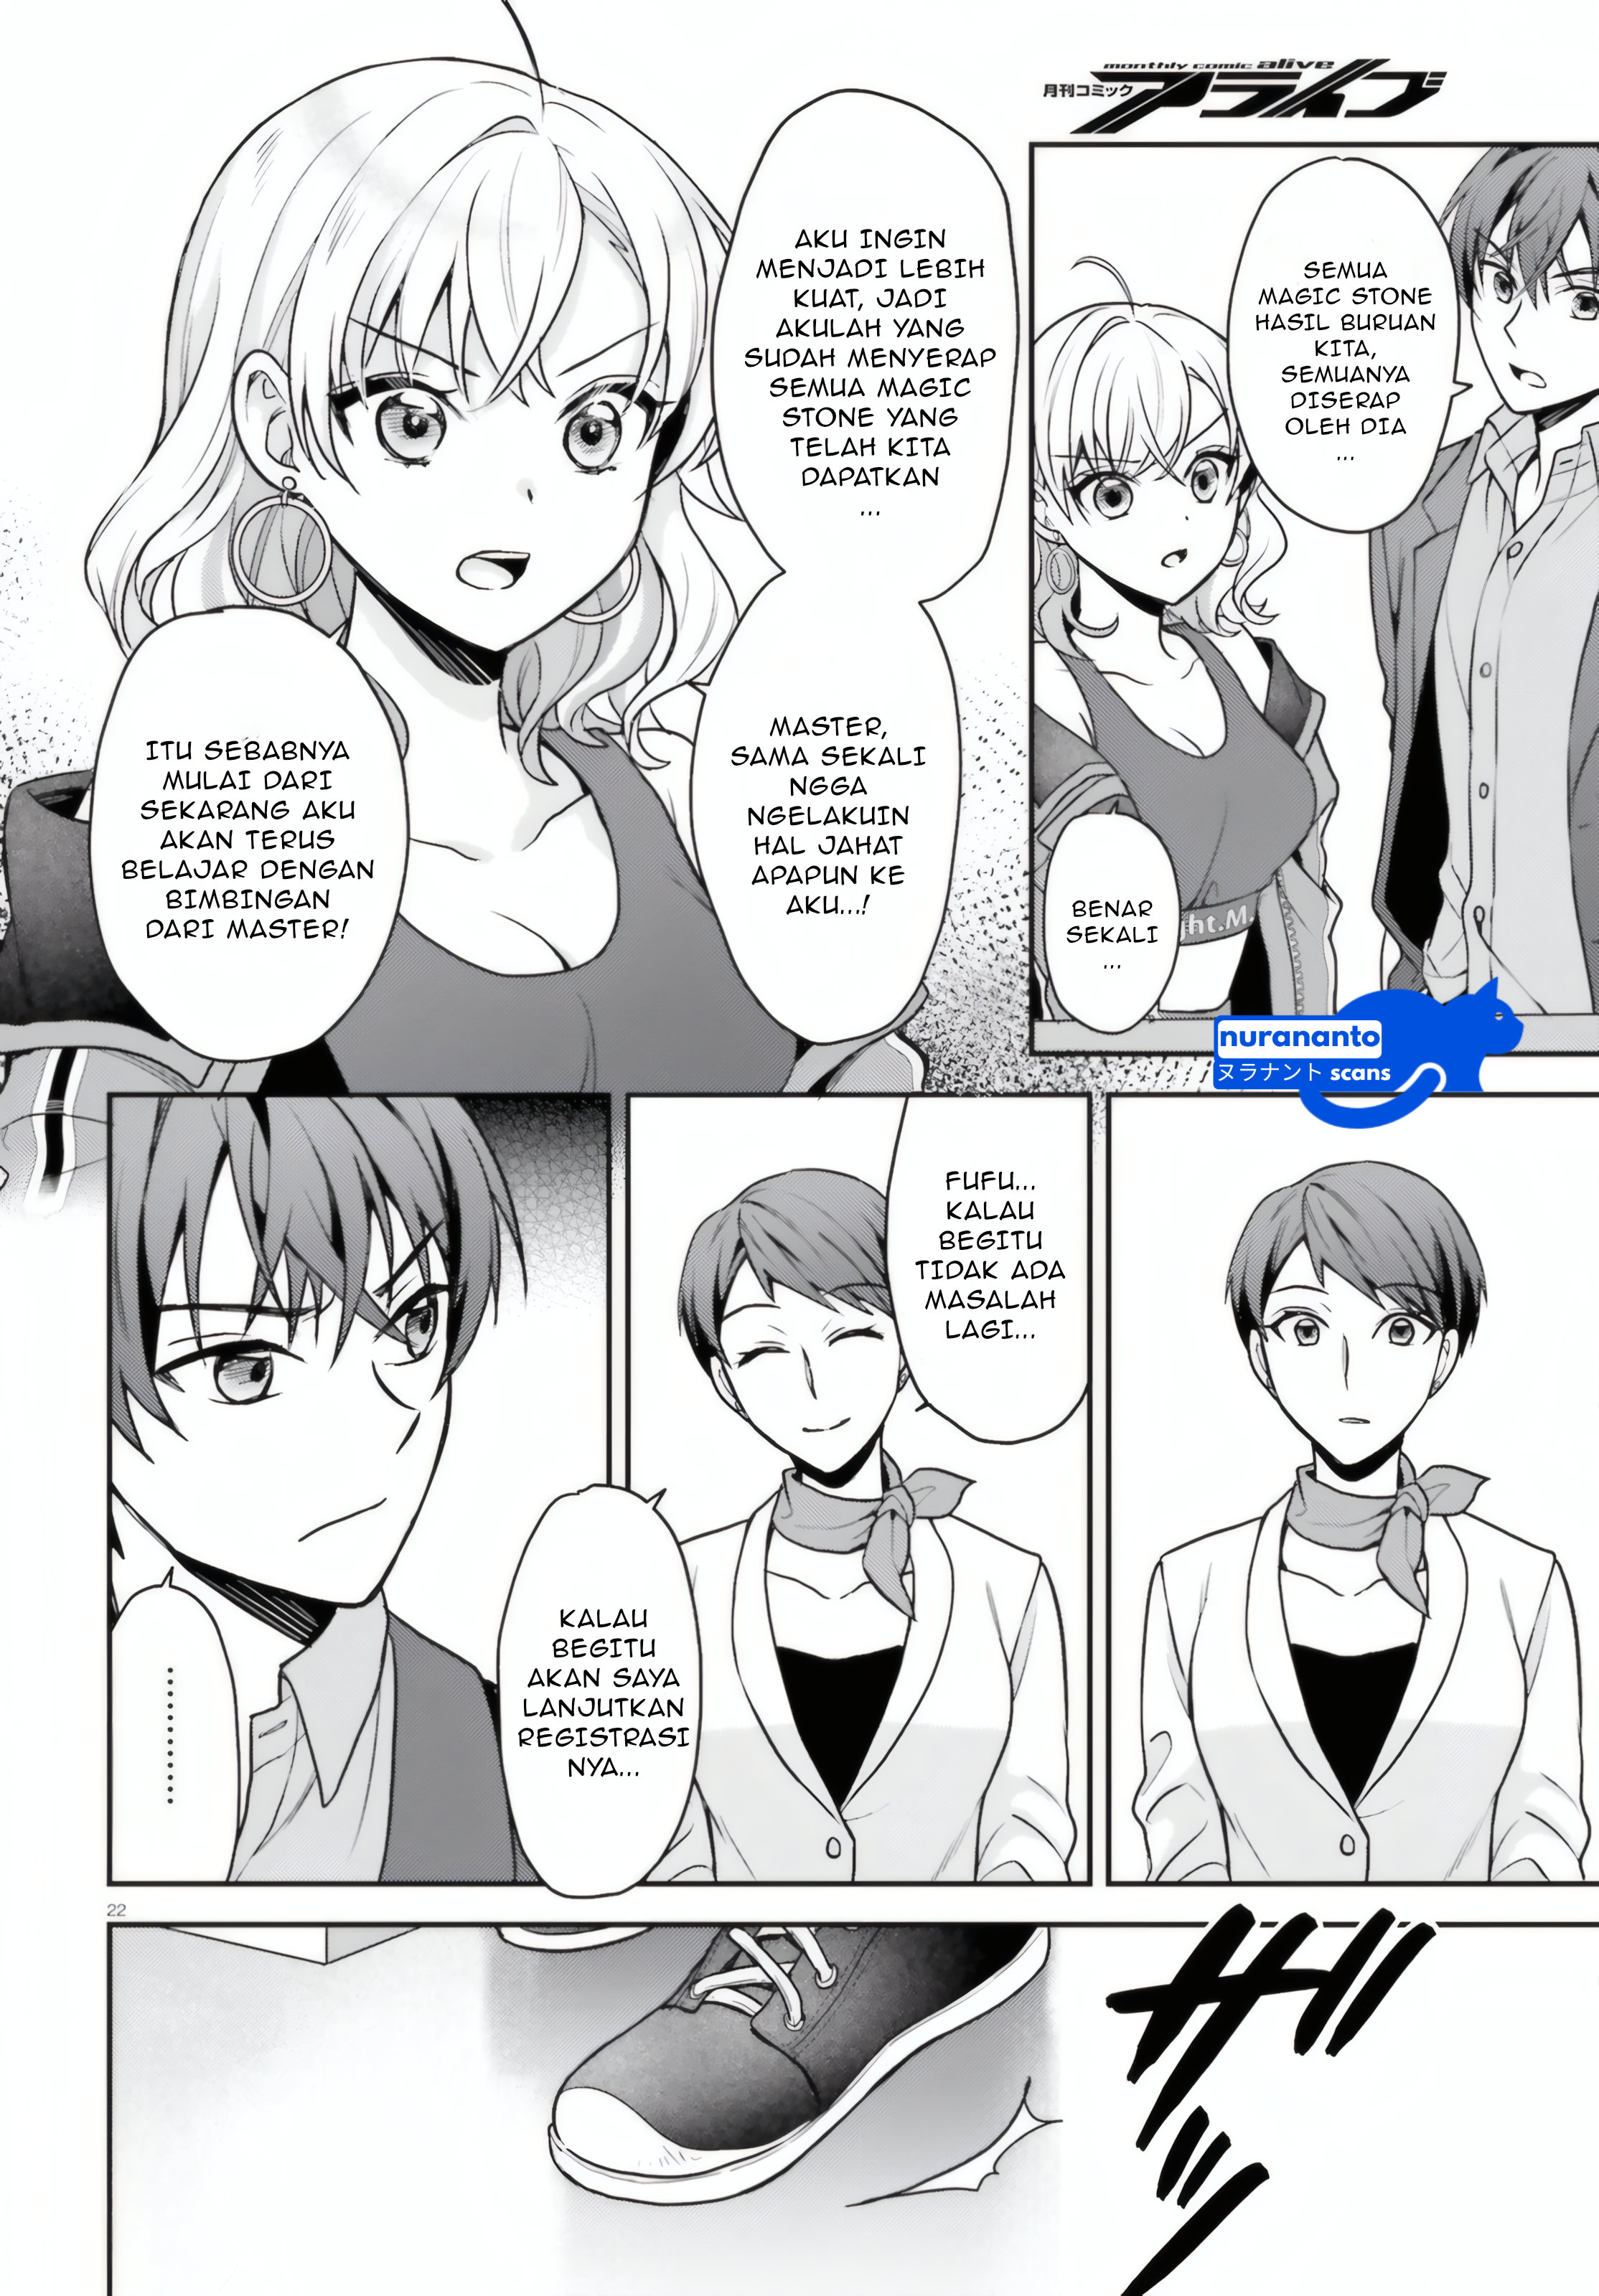 monthly comic alive
月刊コミック アライブ
SEMUA
MAGIC STONE
HASIL BURUAN
KITA,
SEMUANYA
DISERAP
OLEH DIA
...
BENAR
SEKALI
...
ght.M.
AKU INGIN
MENJADI LEBIH
KUAT, JADI
AKULAH YANG
SUDAH MENYERAP
SEMUA MAGIC
STONE YANG
TELAH KITA
DAPATKAN
...
MASTER,
SAMA SEKALI
NGGA
NGELAKUIN
HAL JAHAT
APAPUN KE
AKU...!
ITU SEBABNYA
MULAI DARI
SEKARANG AKU
AKAN TERUS
BELAJAR DENGAN
BIMBINGAN
DARI MASTER!
nurananto
ヌラナント scans
FUFU...
KALAU
BEGITU
TIDAK ADA
MASALAH
LAGI...
KALAU
BEGITU
AKAN SAYA
LANJUTKAN
REGISTRASI
NYA...
...........
22
ザッ